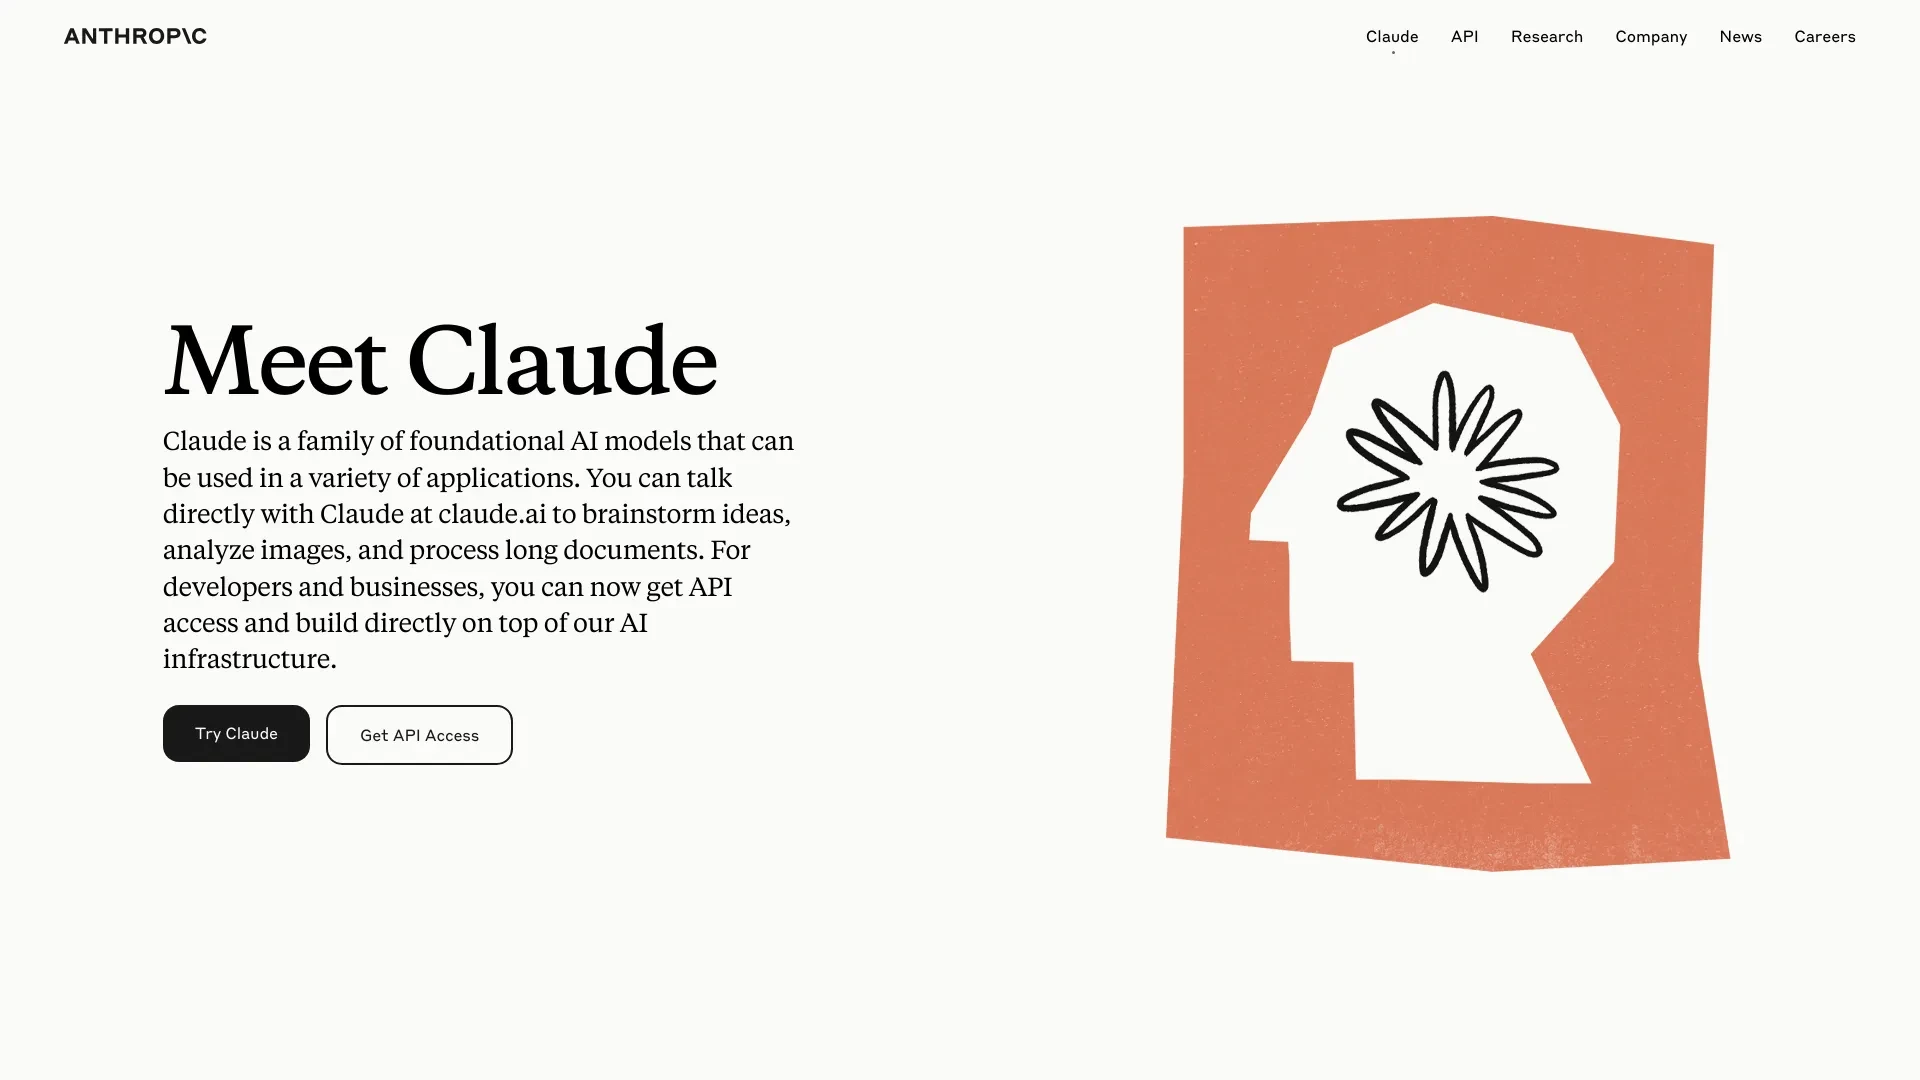 ANTHROP\C
Claude
API
Research
Company
News
Careers
Meet Claude
Claude is a family of foundational AI models that can
be used in a variety of applications. You can talk
directly with Claude at claude.ai to brainstorm ideas,
analyze images, and process long documents. For
developers and businesses, you can now get API
access and build directly on top of our AI
infrastructure.
Try Claude
Get API Access